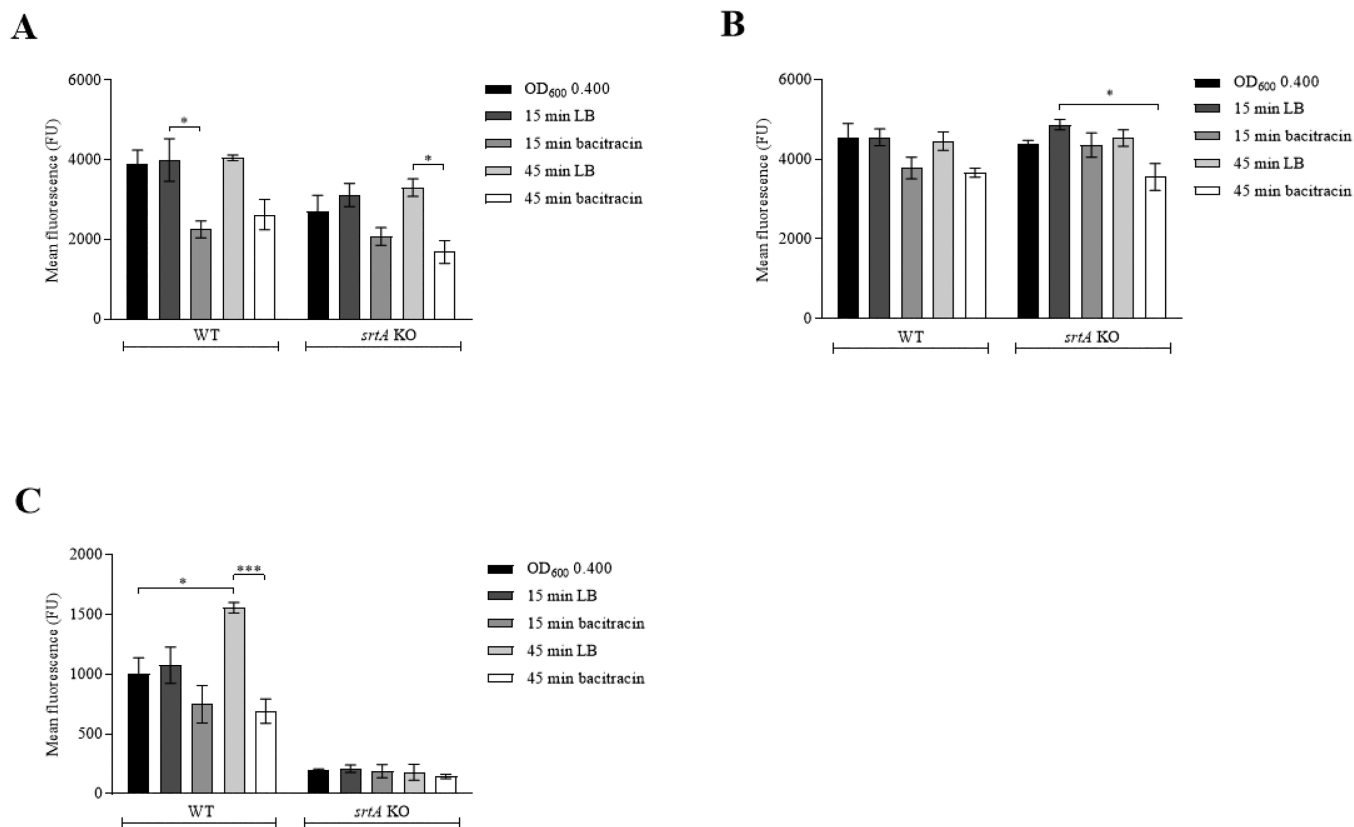 A
Mean fluorescence (FU)
6000
4000
2000
0
*
*
WT
srtA KO
OD600 0.400
15 min LB
15 min bacitracin
45 min LB
45 min bacitracin
B
Mean fluorescence (FU)
6000
4000
2000
0
*
WT
srtA KO
OD600 0.400
15 min LB
15 min bacitracin
45 min LB
45 min bacitracin
C
Mean fluorescence (FU)
2000
1500
1000
500
0
*
***
WT
srtA KO
OD600 0.400
15 min LB
15 min bacitracin
45 min LB
45 min bacitracin